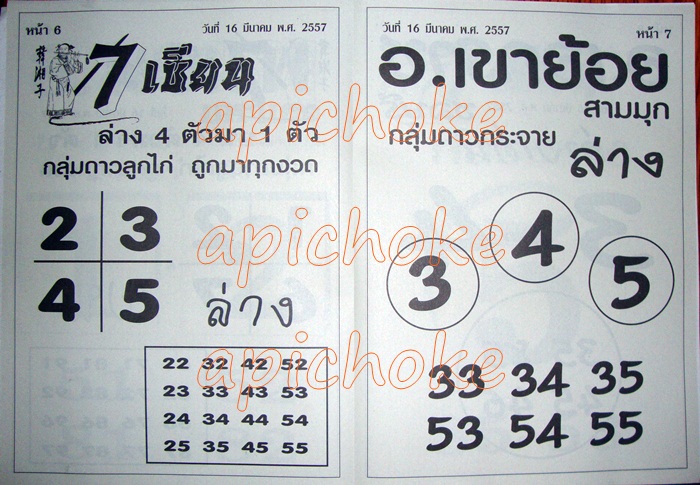 หน้า 6
วันที่ 16 มีนาคม พ.ศ. 2557
7 เซียน
ล่าง 4 ตัวมา 1 ตัว
กลุ่มดาวลูกไก่ ถูกมาทุกงวด
2 3
4 5
ล่าง
22 32 42 52
23 33 43 53
24 34 44 54
25 35 45 55
วันที่ 16 มีนาคม พ.ศ. 2557
หน้า 7
อ.เขาย้อย
สามมุก
กลุ่มดาวกระจาย
ล่าง
3 4 5
33 34 35
53 54 55
apichoke
apichoke
apichoke